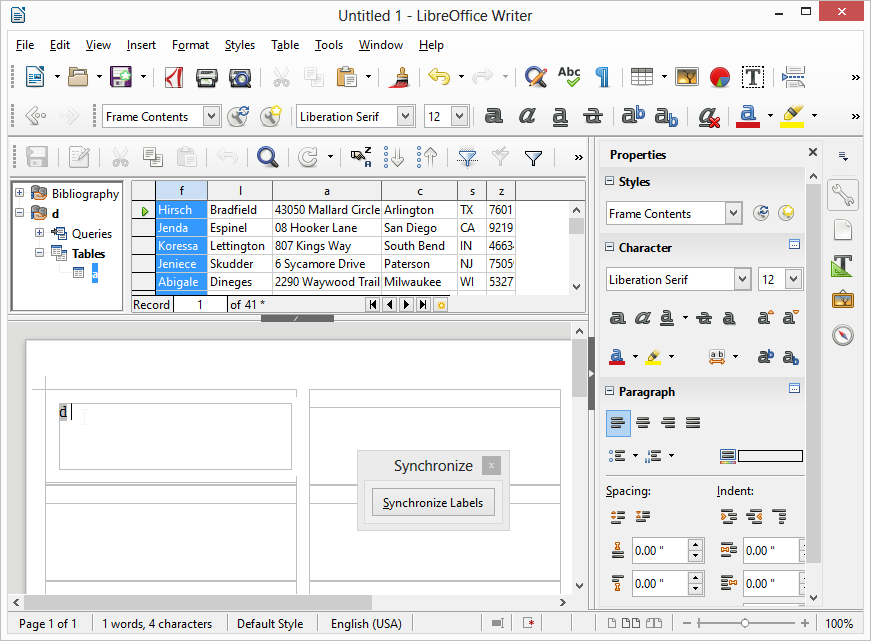 Untitled 1 - LibreOffice Writer
File Edit View Insert Format Styles Table Tools Window Help
Abc
Frame Contents Liberation Serif 12
Bibliography
d
Queries
Tables
a
f l a c s z
Hirsch Bradfield 43050 Mallard Circle Arlington TX 7601
Jenda Espinel 08 Hooker Lane San Diego CA 9219
Koressa Lettington 807 Kings Way South Bend IN 46634
Jeniece Skudder 6 Sycamore Drive Paterson NJ 7505
Abigale Dineges 2290 Waywood Trail Milwaukee WI 5327
Record 1 of 41 *
d
Synchronize
Synchronize Labels
Properties
Styles
Frame Contents
Character
Liberation Serif 12
Paragraph
Spacing: Indent:
0.00 " 0.00 "
0.00 " 0.00 "
Page 1 of 1 1 words, 4 characters Default Style English (USA) 100%